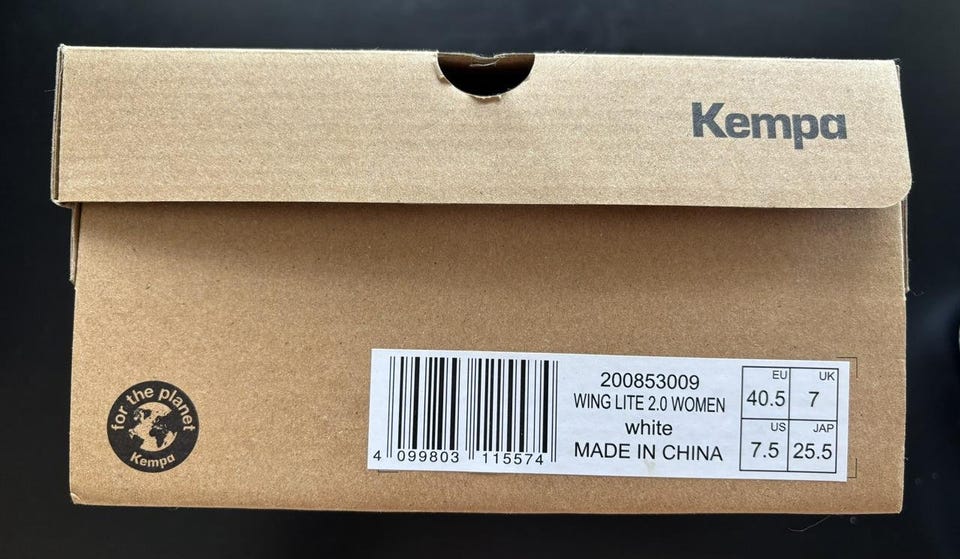 Kempa
for the planet
Kempa
4 099803 115574
200853009
WING LITE 2.0 WOMEN
white
MADE IN CHINA
EU UK
40.5 7
US JAP
7.5 25.5